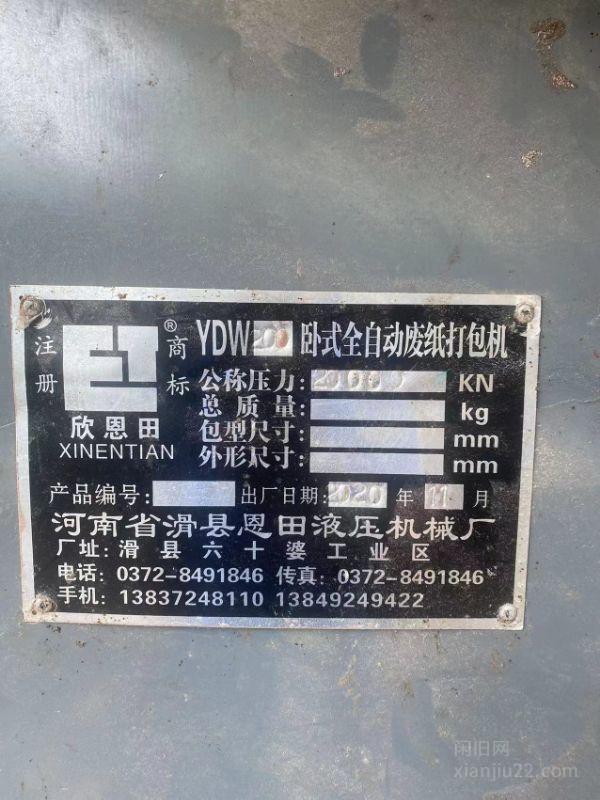 注册 ® 商标
欣恩田
XINENTIAN
YDW200 卧式全自动废纸打包机
公称压力: KN
总质量: kg
包型尺寸: mm
外形尺寸: mm
产品编号: 出厂日期: 2020 年 11 月
河南省滑县恩田液压机械厂
厂址: 滑县六十婆工业区
电话: 0372-8491846 传真: 0372-8491846
手机: 13837248110 13849249422
闲旧网
xianjiu22.com